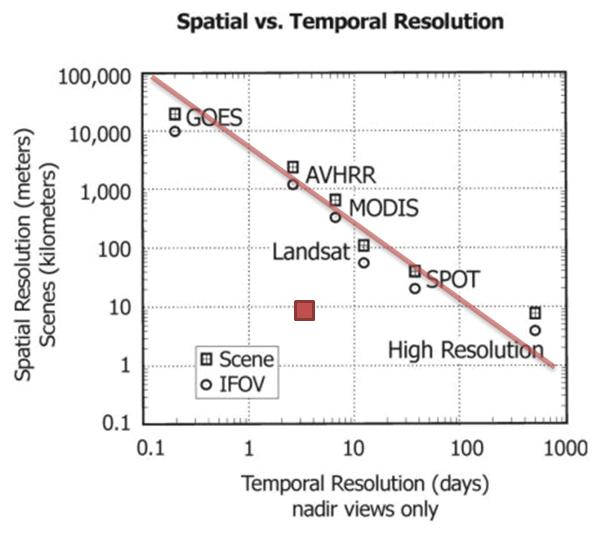 Spatial vs. Temporal Resolution
Spatial Resolution (meters)
Scenes (kilometers)
100,000
10,000
1,000
100
10
1
0.1
GOES
AVHRR
MODIS
Landsat
SPOT
High Resolution
Scene
IFOV
0.1
1
10
100
1000
Temporal Resolution (days)
nadir views only